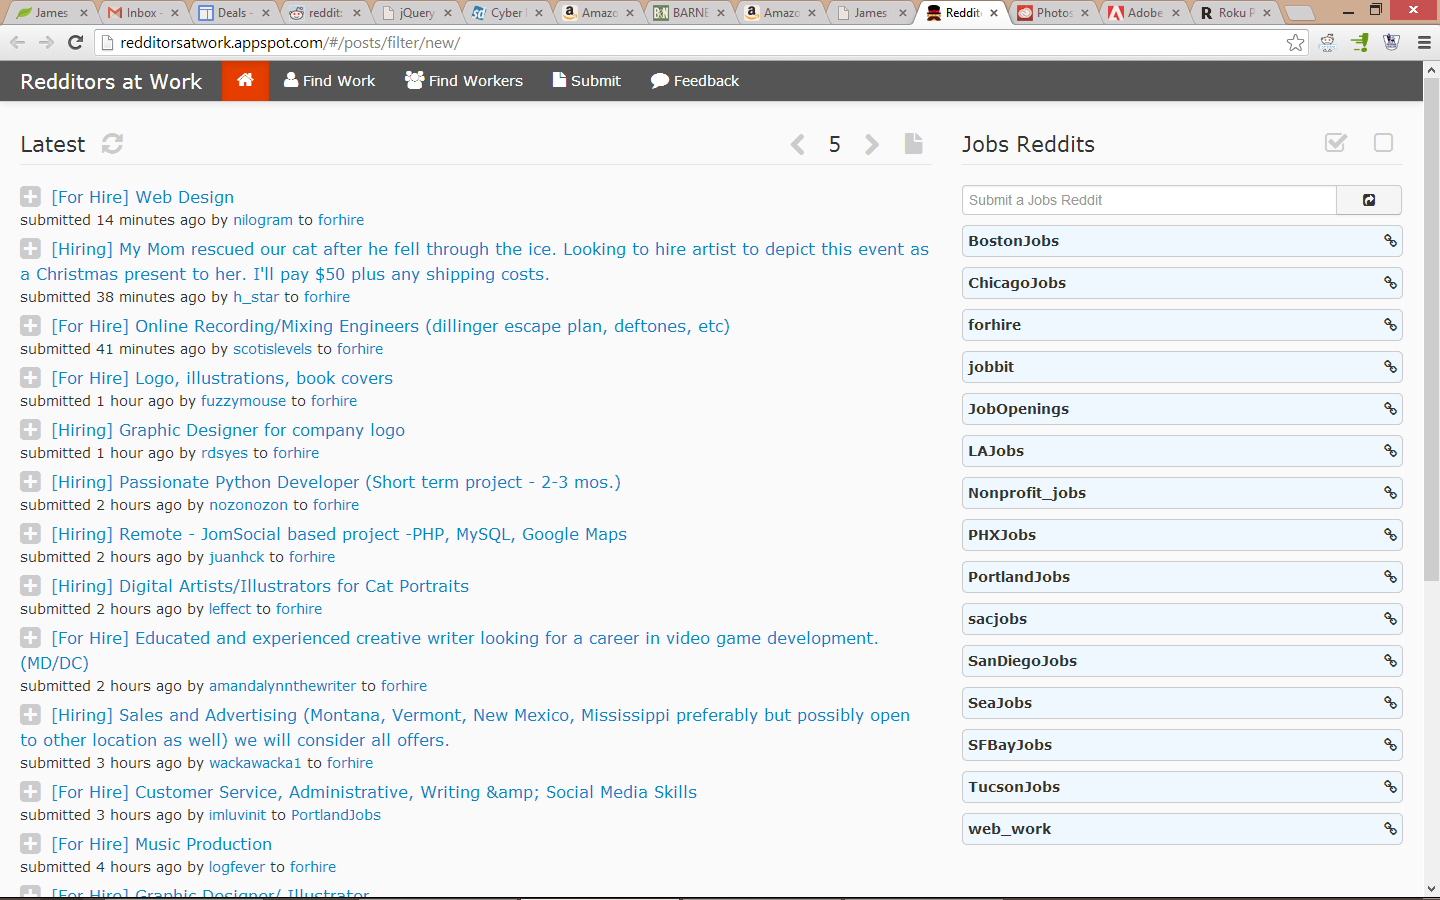 James
Inbox -
Deals -
reddit:
jQuery
Cyber
Amazo
BARNE
Amazo
James
Reddit
Photos
Adobe
Roku P
redditorsatwork.appspot.com/#/posts/filter/new/
Redditors at Work
Find Work
Find Workers
Submit
Feedback
Latest
5
[For Hire] Web Design
submitted 14 minutes ago by nilogram to forhire
[Hiring] My Mom rescued our cat after he fell through the ice. Looking to hire artist to depict this event as
a Christmas present to her. I'll pay $50 plus any shipping costs.
submitted 38 minutes ago by h_star to forhire
[For Hire] Online Recording/Mixing Engineers (dillinger escape plan, deftones, etc)
submitted 41 minutes ago by scotislevels to forhire
[For Hire] Logo, illustrations, book covers
submitted 1 hour ago by fuzzymouse to forhire
[Hiring] Graphic Designer for company logo
submitted 1 hour ago by rdsyes to forhire
[Hiring] Passionate Python Developer (Short term project - 2-3 mos.)
submitted 2 hours ago by nozonozon to forhire
[Hiring] Remote - JomSocial based project -PHP, MySQL, Google Maps
submitted 2 hours ago by juanhck to forhire
[Hiring] Digital Artists/Illustrators for Cat Portraits
submitted 2 hours ago by leffect to forhire
[For Hire] Educated and experienced creative writer looking for a career in video game development.
(MD/DC)
submitted 2 hours ago by amandalynnthewriter to forhire
[Hiring] Sales and Advertising (Montana, Vermont, New Mexico, Mississippi preferably but possibly open
to other location as well) we will consider all offers.
submitted 3 hours ago by wackawacka1 to forhire
[For Hire] Customer Service, Administrative, Writing &amp; Social Media Skills
submitted 3 hours ago by imluvinit to PortlandJobs
[For Hire] Music Production
submitted 4 hours ago by logfever to forhire
[For Hire] Graphic Designer/ Illustrator
Jobs Reddits
Submit a Jobs Reddit
BostonJobs
ChicagoJobs
forhire
jobbit
JobOpenings
LAJobs
Nonprofit_jobs
PHXJobs
PortlandJobs
sacjobs
SanDiegoJobs
SeaJobs
SFBayJobs
TucsonJobs
web_work